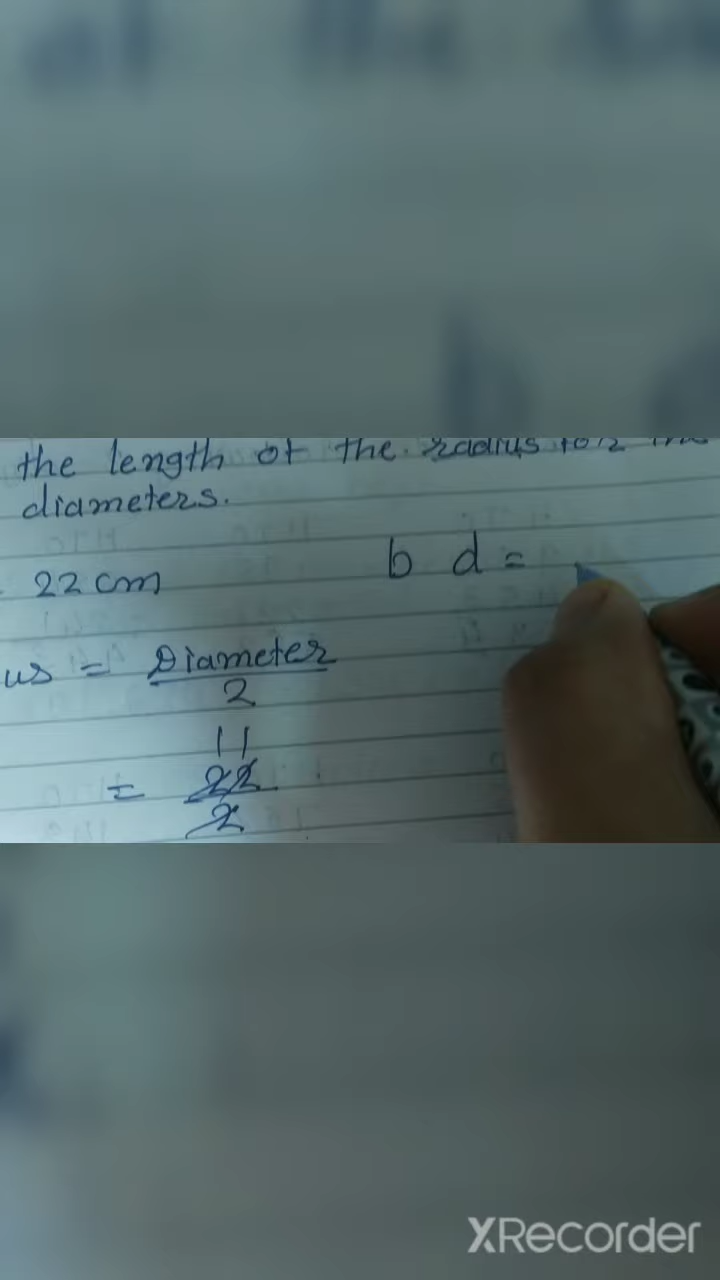 the length of the radius for the
diameters.
22 cm
b d =
us = Diameter
2
11
= 22
2
XRecorder